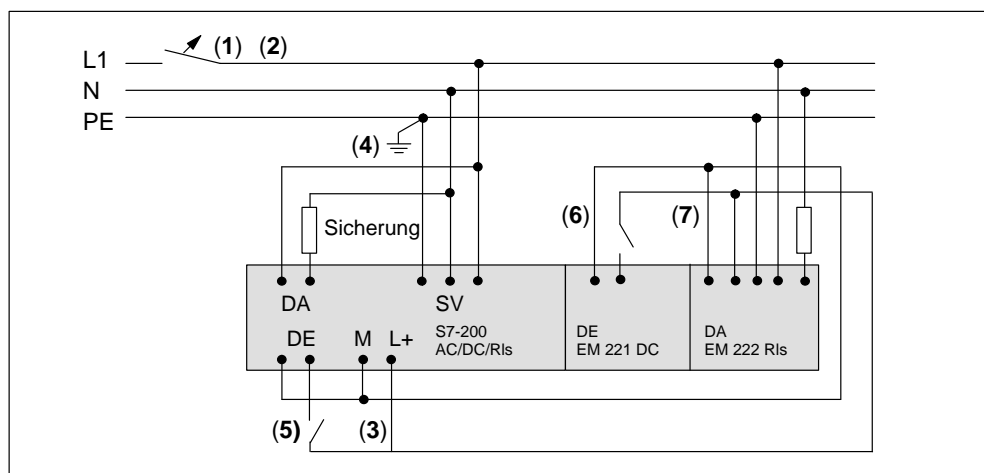 L1 (1) (2)
N
PE
(4)
(6) (7)
Sicherung
DA SV
DE M L+
S7-200
AC/DC/Rls
DE
EM 221 DC
DA
EM 222 Rls
(5) (3)